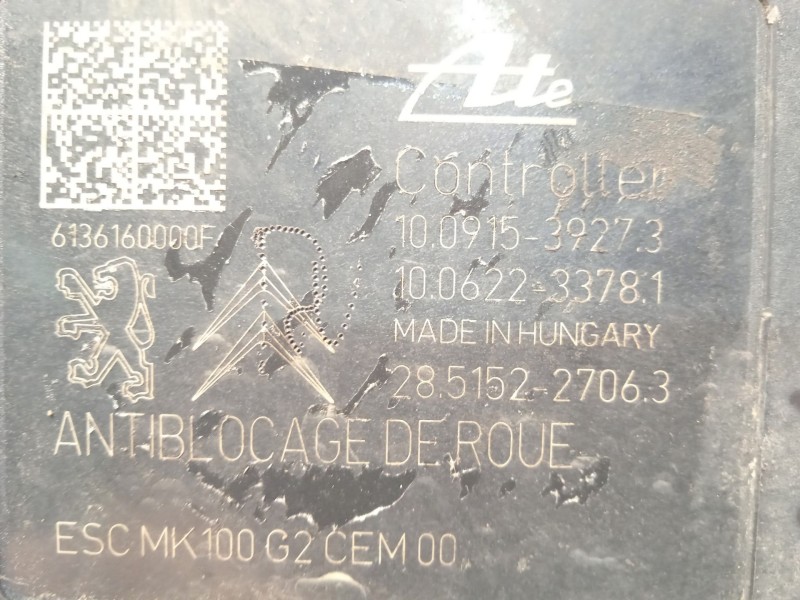 Ate
Controller
10.0915-3927.3
6136160000F
10.0622-3378.1
MADE IN HUNGARY
28.5152-2706.3
ANTIBLOCAGE DE ROUE
ESC MK100 G2 CEM 00